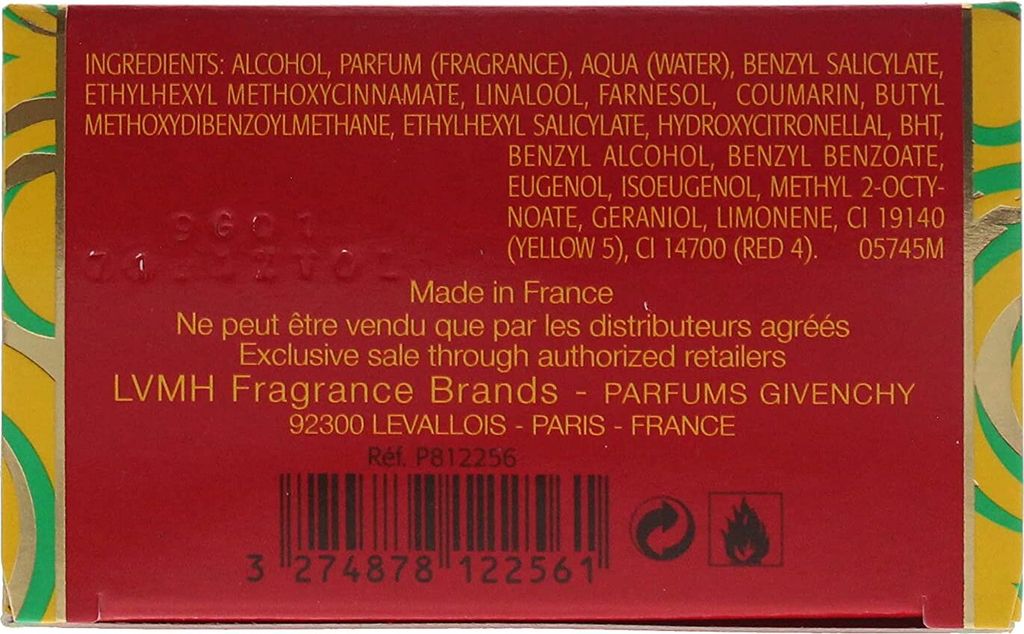 INGREDIENTS: ALCOHOL, PARFUM (FRAGRANCE), AQUA (WATER), BENZYL SALICYLATE,
ETHYLHEXYL METHOXYCINNAMATE, LINALOOL, FARNESOL, COUMARIN, BUTYL
METHOXYDIBENZOYLMETHANE, ETHYLHEXYL SALICYLATE, HYDROXYCITRONELLAL, BHT,
BENZYL ALCOHOL, BENZYL BENZOATE,
EUGENOL, ISOEUGENOL, METHYL 2-OCTY-
NOATE, GERANIOL, LIMONENE, CI 19140
(YELLOW 5), CI 14700 (RED 4). 05745M
Made in France
Ne peut être vendu que par les distributeurs agréés
Exclusive sale through authorized retailers
LVMH Fragrance Brands - PARFUMS GIVENCHY
92300 LEVALLOIS - PARIS - FRANCE
Réf. P812256
3 274878 122561